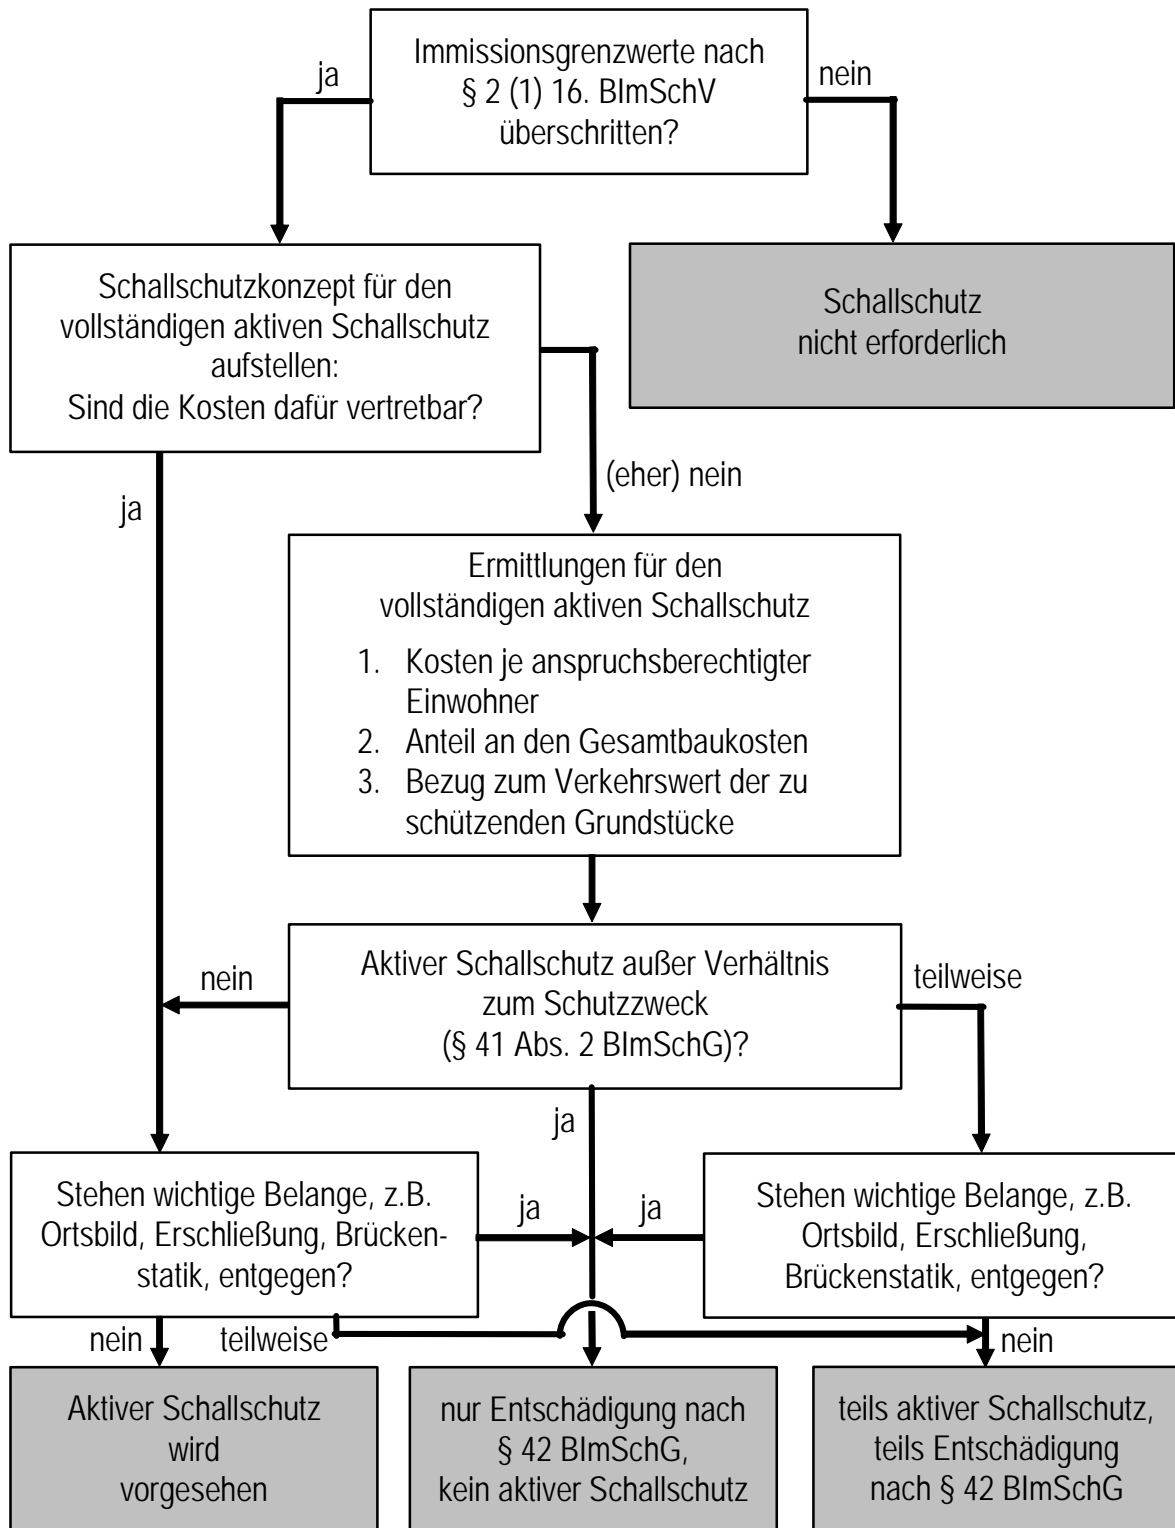 Immissionsgrenzwerte nach
§ 2 (1) 16. BImSchV
überschritten?
ja
nein
Schallschutzkonzept für den
vollständigen aktiven Schallschutz
aufstellen:
Sind die Kosten dafür vertretbar?
Schallschutz
nicht erforderlich
(eher) nein
ja
Ermittlungen für den
vollständigen aktiven Schallschutz
1. Kosten je anspruchsberechtigter
Einwohner
2. Anteil an den Gesamtbaukosten
3. Bezug zum Verkehrswert der zu
schützenden Grundstücke
nein
Aktiver Schallschutz außer Verhältnis
zum Schutzzweck
(§ 41 Abs. 2 BImSchG)?
teilweise
ja
Stehen wichtige Belange, z.B.
Ortsbild, Erschließung, Brücken-
statik, entgegen?
ja
ja
Stehen wichtige Belange, z.B.
Ortsbild, Erschließung,
Brückenstatik, entgegen?
nein
teilweise
nein
Aktiver Schallschutz
wird
vorgesehen
nur Entschädigung nach
§ 42 BImSchG,
kein aktiver Schallschutz
teils aktiver Schallschutz,
teils Entschädigung
nach § 42 BImSchG